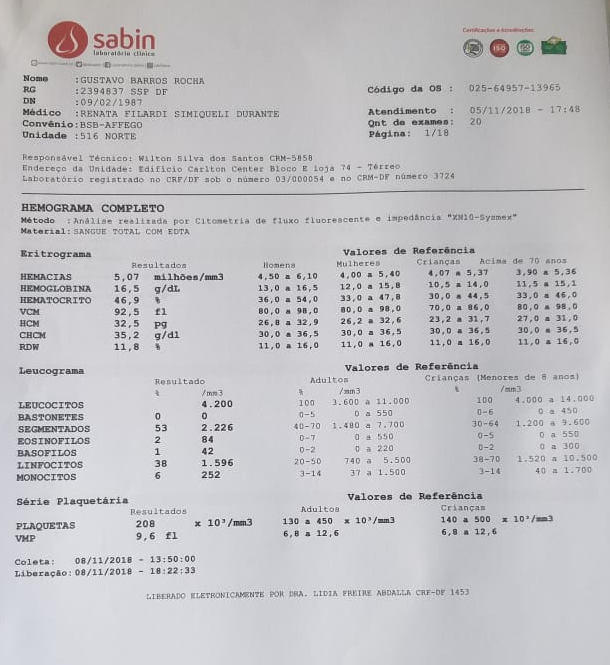 sabin
laboratório clínico
Certificações e Acreditações
ISO
Nome :GUSTAVO BARROS ROCHA
RG :2394837 SSP DF
DN :09/02/1987
Médico :RENATA FILARDI SIMIQUELI DURANTE
Convênio:BSB-AFFEGO
Unidade :516 NORTE
Código da OS : 025-64957-13965
Atendimento : 05/11/2018 - 17:48
Qnt de exames: 20
Página: 1/18
Responsável Técnico: Wilton Silva dos Santos CRM-5858
Endereço da Unidade: Edifício Carlton Center Bloco E loja 74 - Térreo
Laboratório registrado no CRF/DF sob o número 03/000054 e no CRM-DF número 3724
HEMOGRAMA COMPLETO
Método :Análise realizada por Citometria de fluxo fluorescente e impedância "XN10-Sysmex"
Material:SANGUE TOTAL COM EDTA
Eritrograma Valores de Referência
Resultados Homens Mulheres Crianças Acima de 70 anos
HEMACIAS 5,07 milhões/mm3 4,50 a 6,10 4,00 a 5,40 4,07 a 5,37 3,90 a 5,36
HEMOGLOBINA 16,5 g/dL 13,0 a 16,5 12,0 a 15,8 10,5 a 14,0 11,5 a 15,1
HEMATOCRITO 46,9 % 36,0 a 54,0 33,0 a 47,8 30,0 a 44,5 33,0 a 46,0
VCM 92,5 fl 80,0 a 98,0 80,0 a 98,0 70,0 a 86,0 80,0 a 98,0
HCM 32,5 pg 26,8 a 32,9 26,2 a 32,6 23,2 a 31,7 27,0 a 31,0
CHCM 35,2 g/dl 30,0 a 36,5 30,0 a 36,5 30,0 a 36,5 30,0 a 36,5
RDW 11,8 % 11,0 a 16,0 11,0 a 16,0 11,0 a 16,0 11,0 a 16,0
Leucograma Valores de Referência
Resultado Adultos Crianças (Menores de 8 anos)
% /mm3 % /mm3 % /mm3
LEUCOCITOS 4.200 100 3.600 a 11.000 100 4.000 a 14.000
BASTONETES 0 0 0-5 0 a 550 0-6 0 a 450
SEGMENTADOS 53 2.226 40-70 1.480 a 7.700 30-64 1.200 a 9.600
EOSINOFILOS 2 84 0-7 0 a 550 0-5 0 a 550
BASOFILOS 1 42 0-2 0 a 220 0-2 0 a 300
LINFOCITOS 38 1.596 20-50 740 a 5.500 38-70 1.520 a 10.500
MONOCITOS 6 252 3-14 37 a 1.500 3-14 40 a 1.700
Série Plaquetária Valores de Referência
Resultados Adultos Crianças
PLAQUETAS 208 x 10³/mm3 130 a 450 x 10³/mm3 140 a 500 x 10³/mm3
VMP 9,6 fl 6,8 a 12,6 6,8 a 12,6
Coleta: 08/11/2018 - 13:50:00
Liberação:08/11/2018 - 18:22:33
LIBERADO ELETRONICAMENTE POR DRA. LIDIA FREIRE ABDALLA CRF-DF 1453